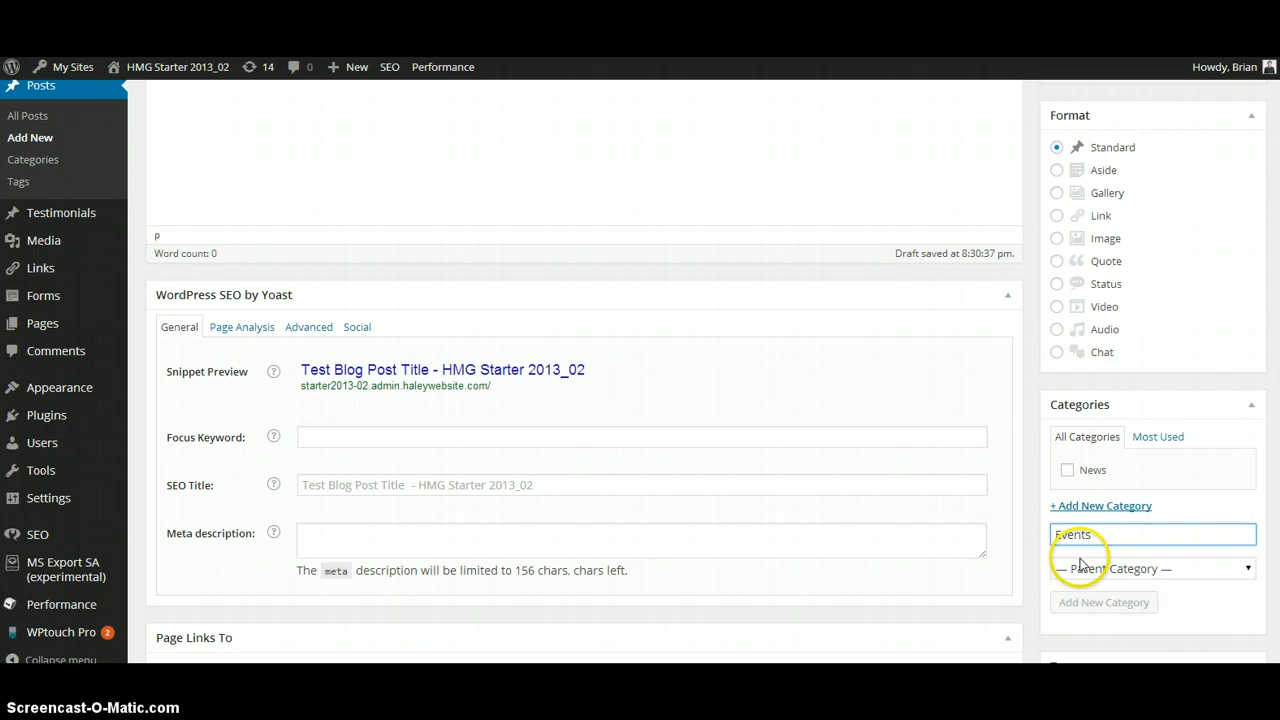 My Sites HMG Starter 2013_02 14 0 New SEO Performance Howdy, Brian
Posts
All Posts
Add New
Categories
Tags
Testimonials
Media
Links
Forms
Pages
Comments
Appearance
Plugins
Users
Tools
Settings
SEO
MS Export SA
(experimental)
Performance
WPtouch Pro 2
Collapse menu
p
Word count: 0 Draft saved at 8:30:37 pm.
WordPress SEO by Yoast
General Page Analysis Advanced Social
Snippet Preview ? Test Blog Post Title - HMG Starter 2013_02
starter2013-02.admin.haleywebsite.com/
Focus Keyword: ?
SEO Title: ? Test Blog Post Title - HMG Starter 2013_02
Meta description: ?
The meta description will be limited to 156 chars, chars left.
Page Links To
Format
Standard
Aside
Gallery
Link
Image
Quote
Status
Video
Audio
Chat
Categories
All Categories Most Used
News
+ Add New Category
Events
— Parent Category —
Add New Category
Screencast-O-Matic.com